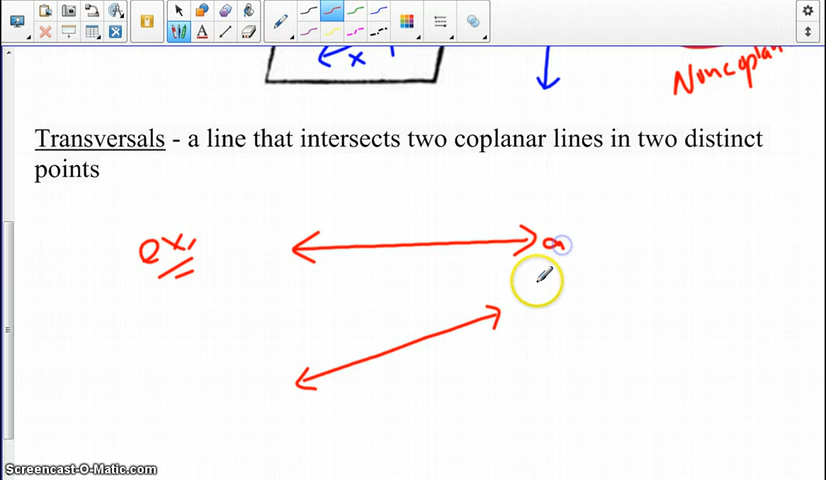 x
Noncoplan
Transversals - a line that intersects two coplanar lines in two distinct
points
ex.
a
Screencast-O-Matic.com